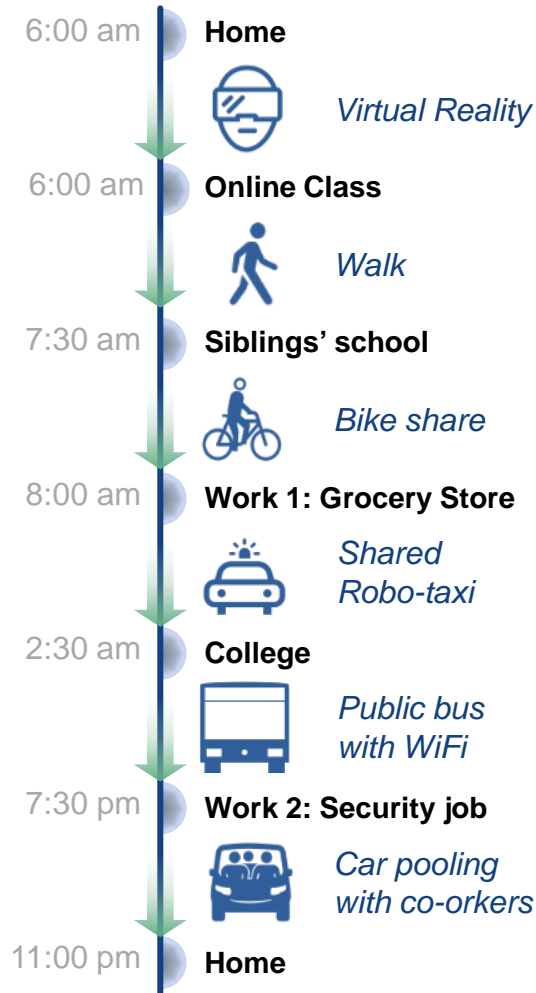 6:00 am Home
Virtual Reality
6:00 am Online Class
Walk
7:30 am Siblings’ school
Bike share
8:00 am Work 1: Grocery Store
Shared
Robo-taxi
2:30 am College
Public bus
with WiFi
7:30 pm Work 2: Security job
Car pooling
with co-orkers
11:00 pm Home